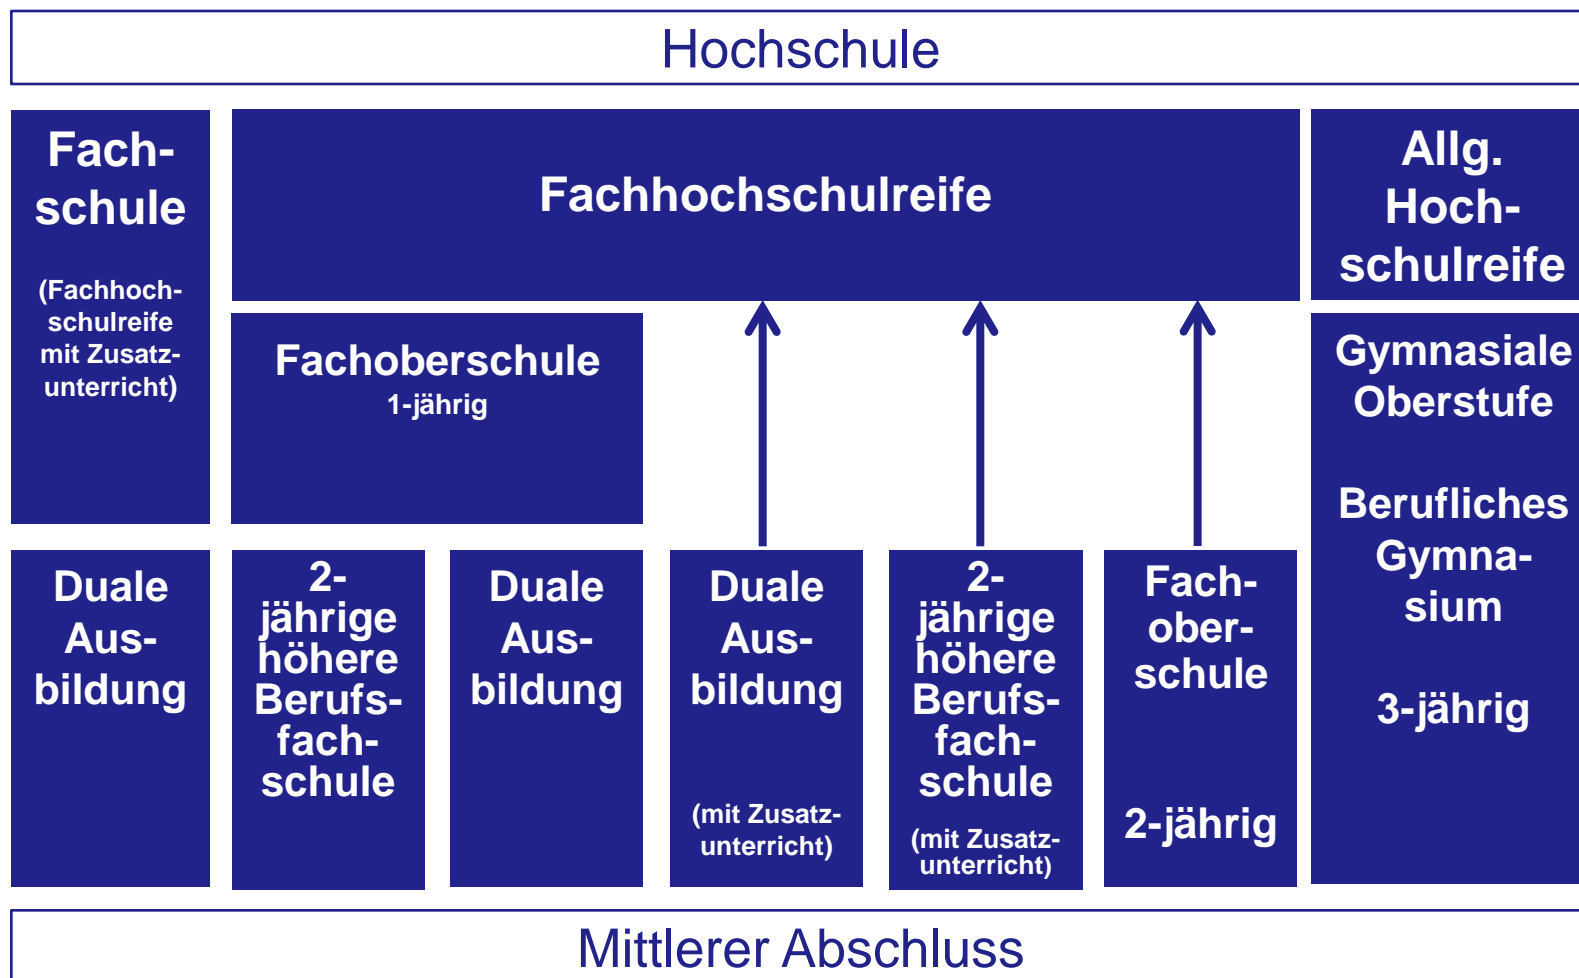 Hochschule
Fach-
schule
(Fachhoch-
schulreife
mit Zusatz-
unterricht)
Fachhochschulreife
Allg.
Hoch-
schulreife
Fachoberschule
1-jährig
Gymnasiale
Oberstufe
Berufliches
Gymna-
sium
3-jährig
Duale
Aus-
bildung
2-
jährige
höhere
Berufs-
fach-
schule
Duale
Aus-
bildung
Duale
Aus-
bildung
(mit Zusatz-
unterricht)
2-
jährige
höhere
Berufs-
fach-
schule
(mit Zusatz-
unterricht)
Fach-
ober-
schule
2-jährig
Mittlerer Abschluss